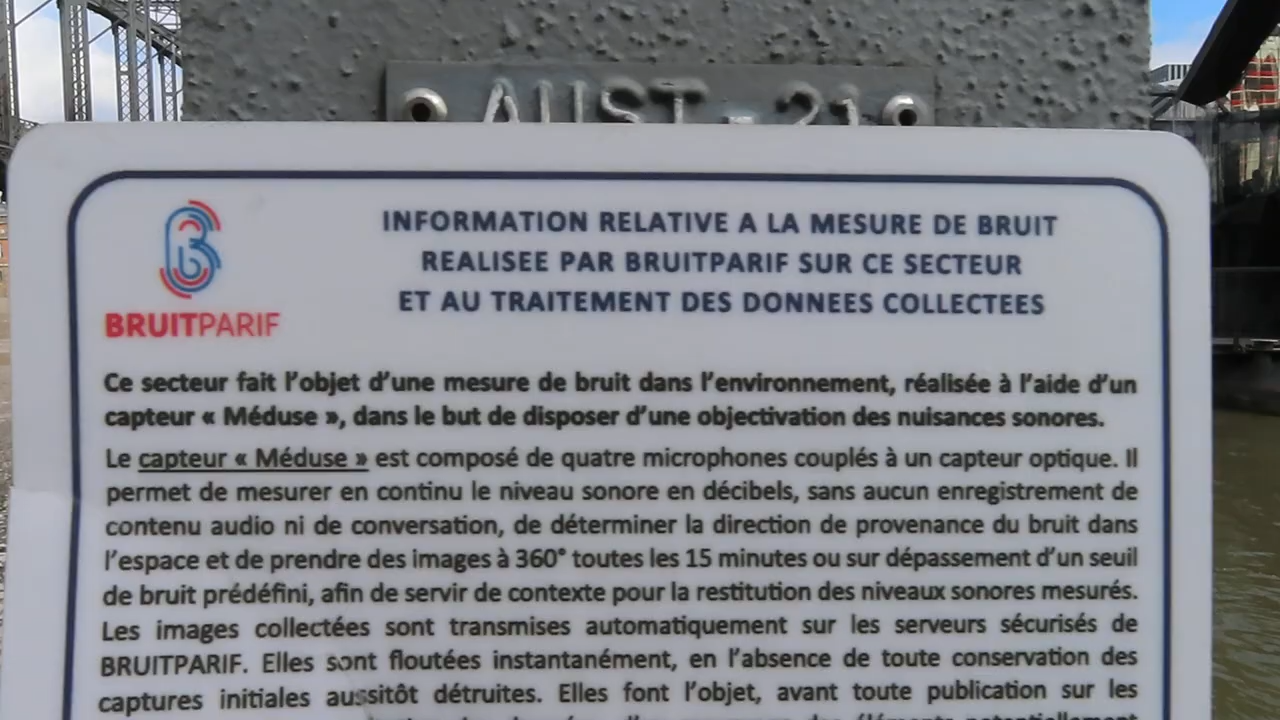 AUST - 21
BRUITPARIF
INFORMATION RELATIVE A LA MESURE DE BRUIT
REALISEE PAR BRUITPARIF SUR CE SECTEUR
ET AU TRAITEMENT DES DONNEES COLLECTEES
Ce secteur fait l'objet d'une mesure de bruit dans l'environnement, réalisée à l'aide d'un
capteur « Méduse », dans le but de disposer d'une objectivation des nuisances sonores.
Le capteur « Méduse » est composé de quatre microphones couplés à un capteur optique. Il
permet de mesurer en continu le niveau sonore en décibels, sans aucun enregistrement de
contenu audio ni de conversation, de déterminer la direction de provenance du bruit dans
l'espace et de prendre des images à 360° toutes les 15 minutes ou sur dépassement d'un seuil
de bruit prédéfini, afin de servir de contexte pour la restitution des niveaux sonores mesurés.
Les images collectées sont transmises automatiquement sur les serveurs sécurisés de
BRUITPARIF. Elles sont floutées instantanément, en l'absence de toute conservation des
captures initiales aussitôt détruites. Elles font l'objet, avant toute publication sur les